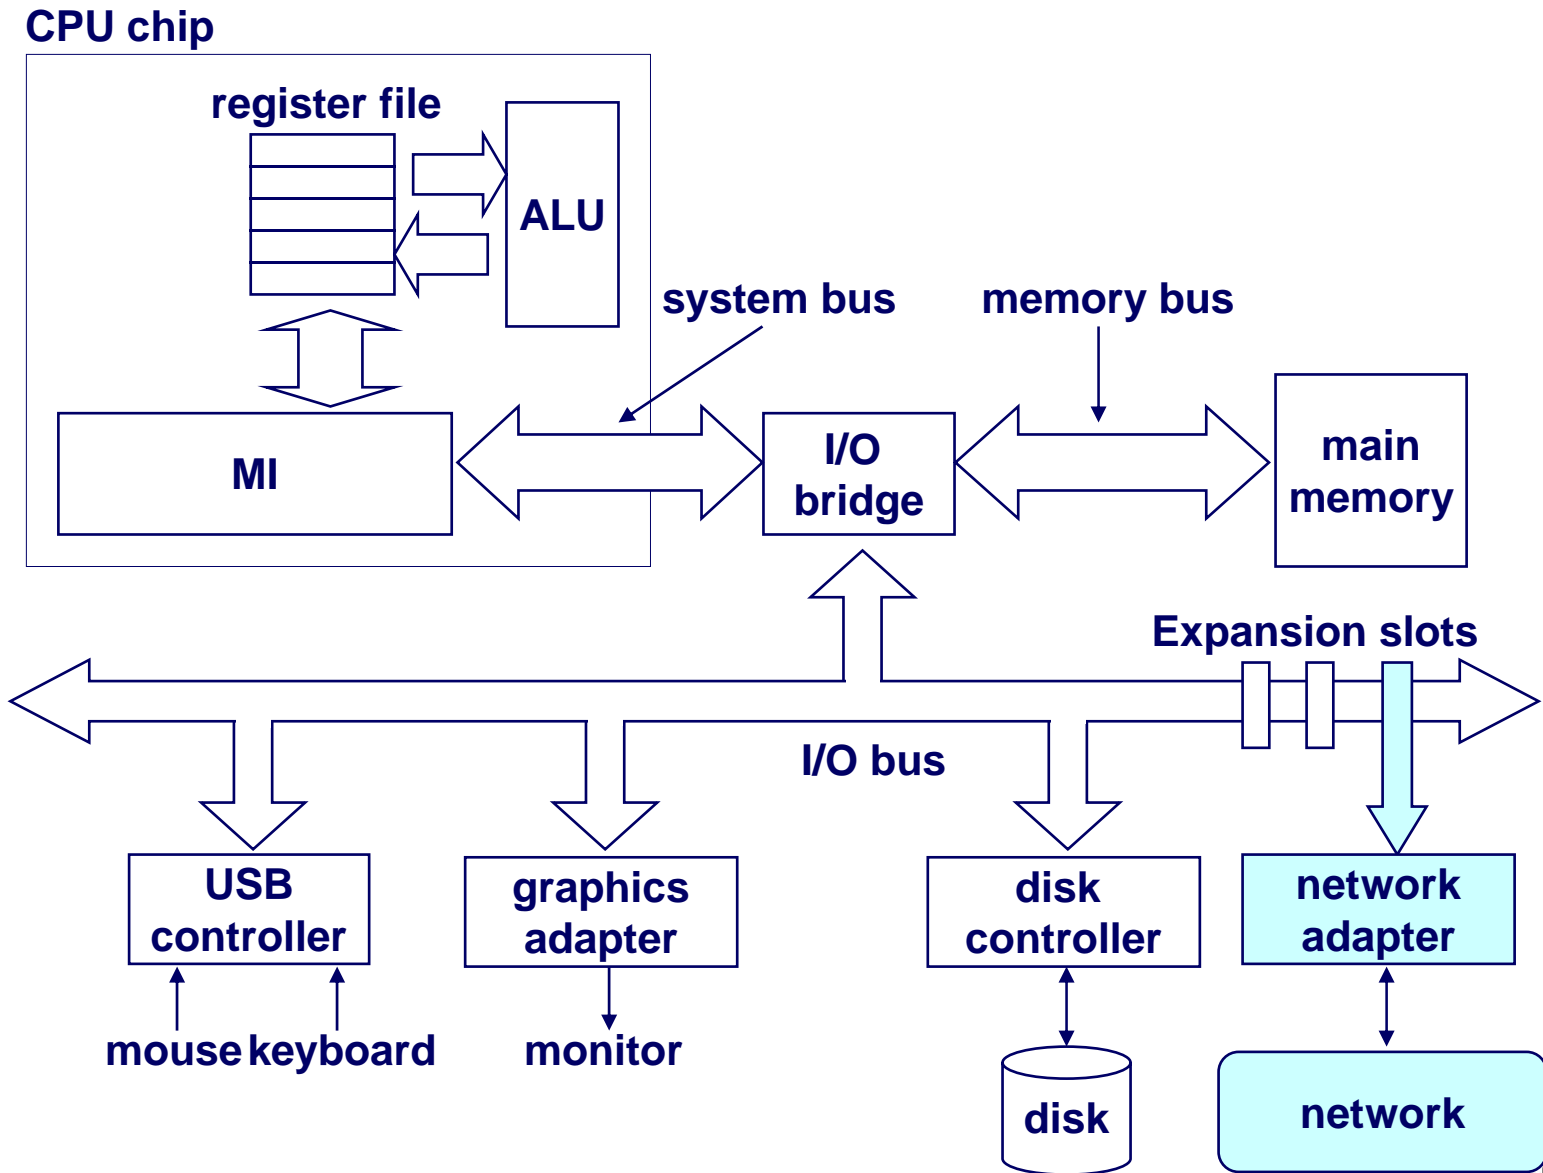 CPU chip
register file
ALU
system bus
memory bus
MI
I/O
bridge
main
memory
Expansion slots
I/O bus
USB
controller
graphics
adapter
disk
controller
network
adapter
mouse
keyboard
monitor
disk
network